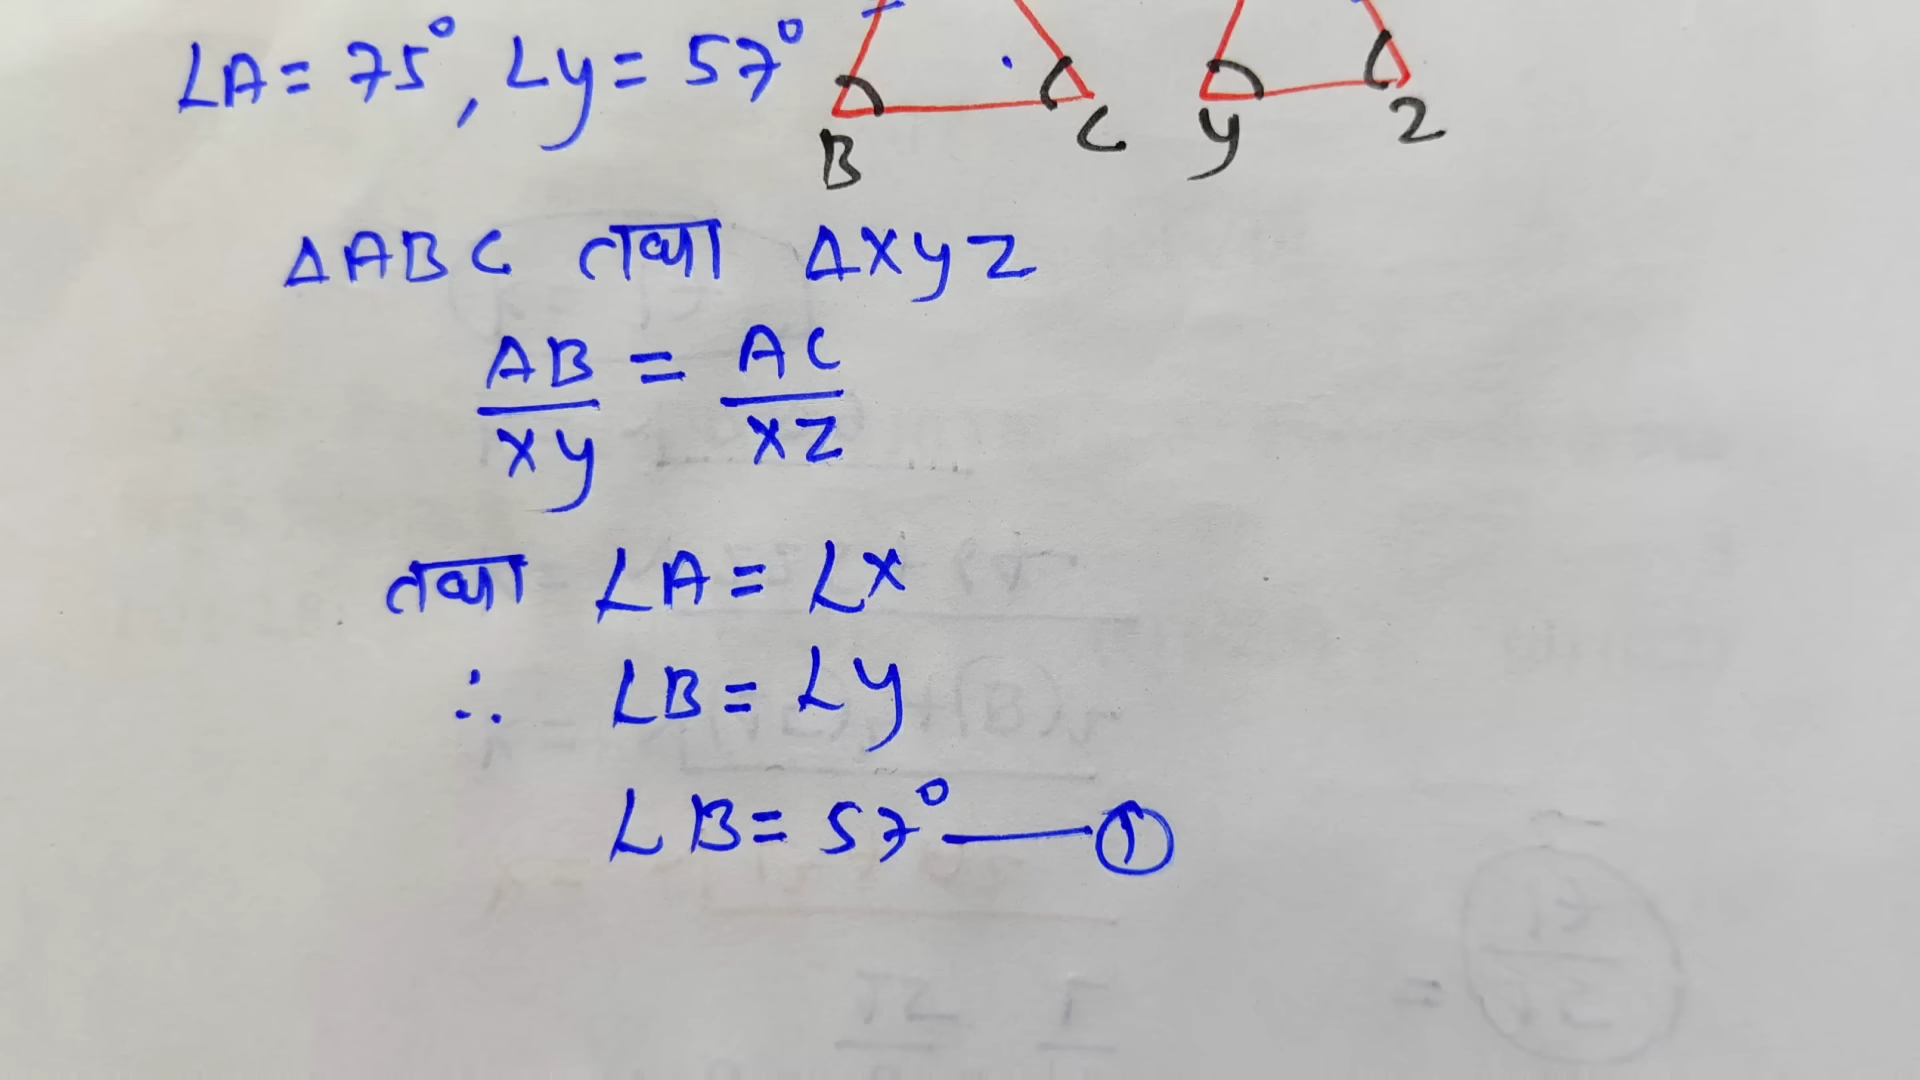 ∠A = 75°, ∠y = 57°
B C y Z
ΔABC तथा ΔXyZ
AB/Xy = AC/XZ
तथा ∠A = ∠X
∴ ∠B = ∠y
∠B = 57° — ①